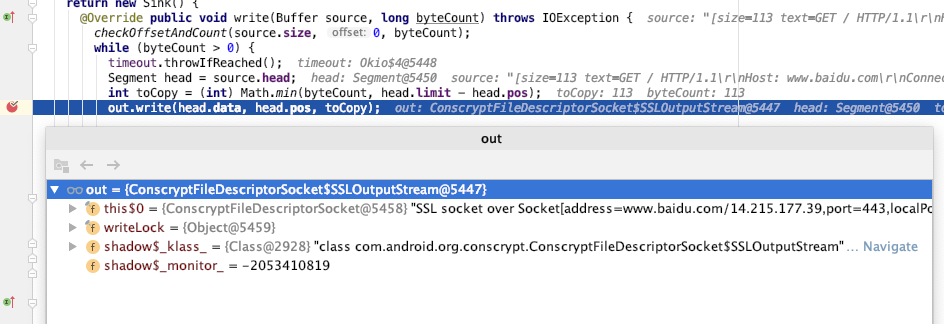 return new Sink() {
@Override public void write(Buffer source, long byteCount) throws IOException {  source: "[size=113 text=GET / HTTP/1.1\r\nH
checkOffsetAndCount(source.size,  offset: 0, byteCount);
while (byteCount > 0) {
timeout.throwIfReached();  timeout: Okio$4@5448
Segment head = source.head;  head: Segment@5450  source: "[size=113 text=GET / HTTP/1.1\r\nHost: www.baidu.com\r\nConnec
int toCopy = (int) Math.min(byteCount, head.limit - head.pos);  toCopy: 113  byteCount: 113
out.write(head.data, head.pos, toCopy);  out: ConscryptFileDescriptorSocket$SSLOutputStream@5447  head: Segment@5450  to
out
out = {ConscryptFileDescriptorSocket$SSLOutputStream@5447}
this$0 = {ConscryptFileDescriptorSocket@5458} "SSL socket over Socket[address=www.baidu.com/14.215.177.39,port=443,localPo
writeLock = {Object@5459}
shadow$_klass_ = {Class@2928} "class com.android.org.conscrypt.ConscryptFileDescriptorSocket$SSLOutputStream"... Navigate
shadow$_monitor_ = -2053410819